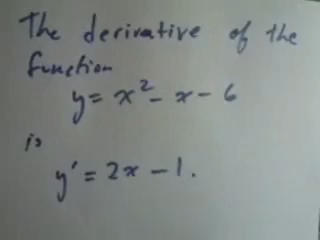 The derivative of the
function
y = x² - x - 6
is
y' = 2x - 1.